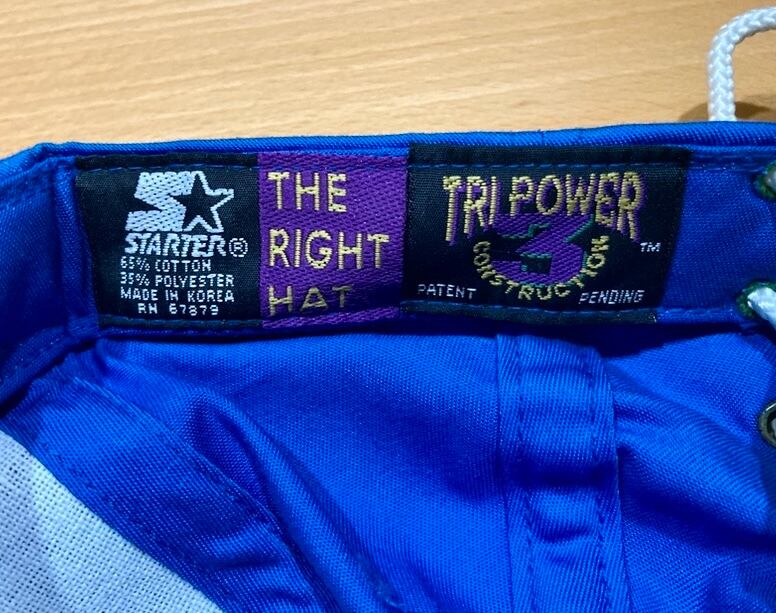 STARTER®
65% COTTON
35% POLYESTER
MADE IN KOREA
RN 67879
THE
RIGHT
HAT
TRI POWER
3
CONSTRUCTION
™
PATENT PENDING